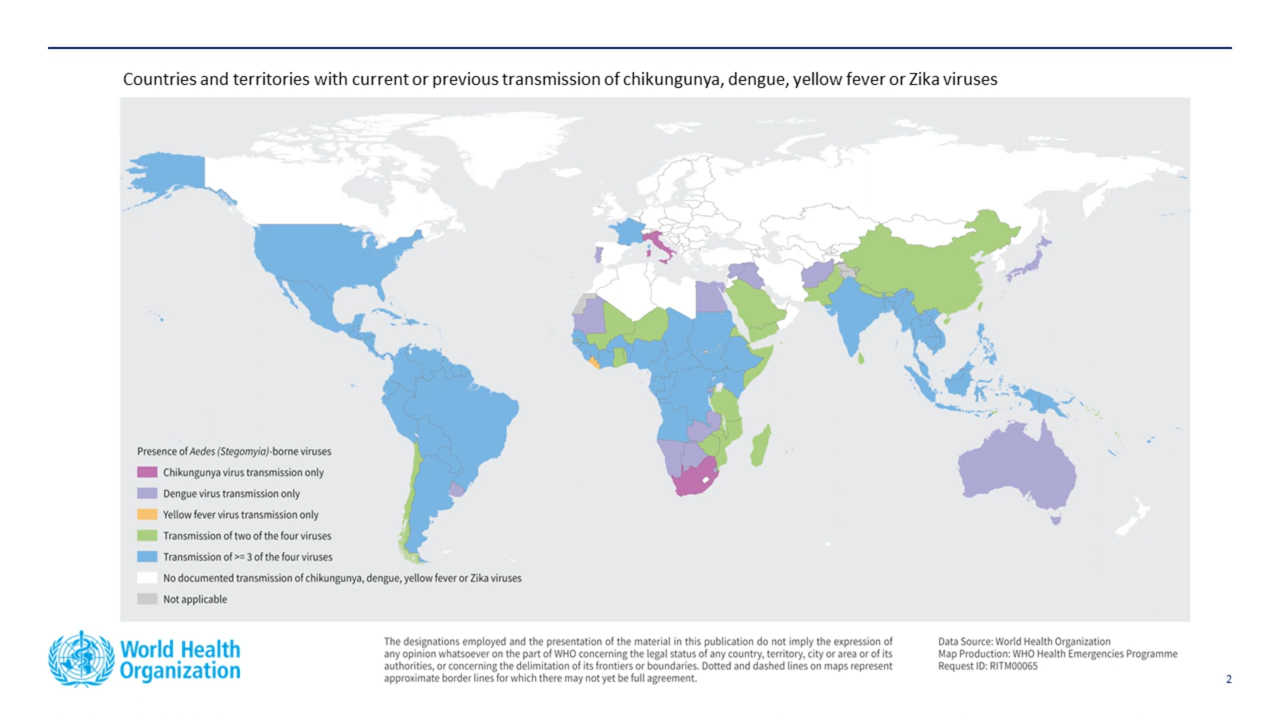 Countries and territories with current or previous transmission of chikungunya, dengue, yellow fever or Zika viruses
Presence of Aedes (Stegomyia)-borne viruses
Chikungunya virus transmission only
Dengue virus transmission only
Yellow fever virus transmission only
Transmission of two of the four viruses
Transmission of >= 3 of the four viruses
No documented transmission of chikungunya, dengue, yellow fever or Zika viruses
Not applicable
World Health
Organization
The designations employed and the presentation of the material in this publication do not imply the expression of
any opinion whatsoever on the part of WHO concerning the legal status of any country, territory, city or area or of its
authorities, or concerning the delimitation of its frontiers or boundaries. Dotted and dashed lines on maps represent
approximate border lines for which there may not yet be full agreement.
Data Source: World Health Organization
Map Production: WHO Health Emergencies Programme
Request ID: RITM00065
2